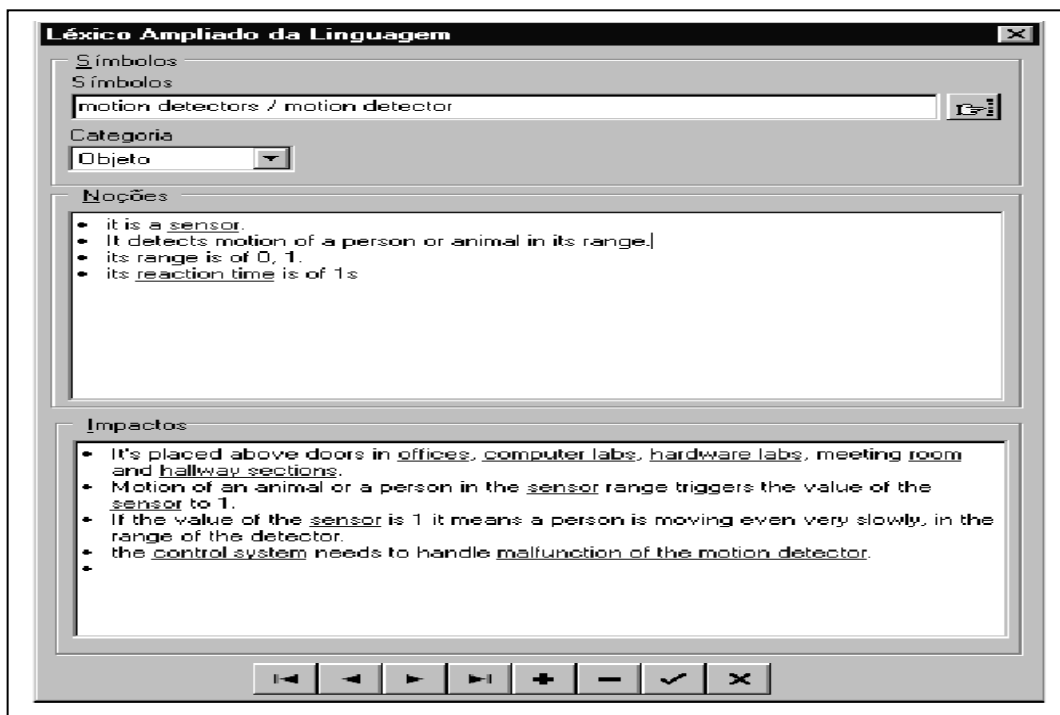 Léxico Ampliado da Linguagem
Símbolos
Símbolos
motion detectors / motion detector
Categoria
Objeto
Noções
• it is a sensor.
• It detects motion of a person or animal in its range.
• its range is of 0, 1.
• its reaction time is of 1s
Impactos
• It's placed above doors in offices, computer labs, hardware labs, meeting room
and hallway sections.
• Motion of an animal or a person in the sensor range triggers the value of the
sensor to 1.
• If the value of the sensor is 1 it means a person is moving even very slowly, in the
range of the detector.
• the control system needs to handle malfunction of the motion detector.
•